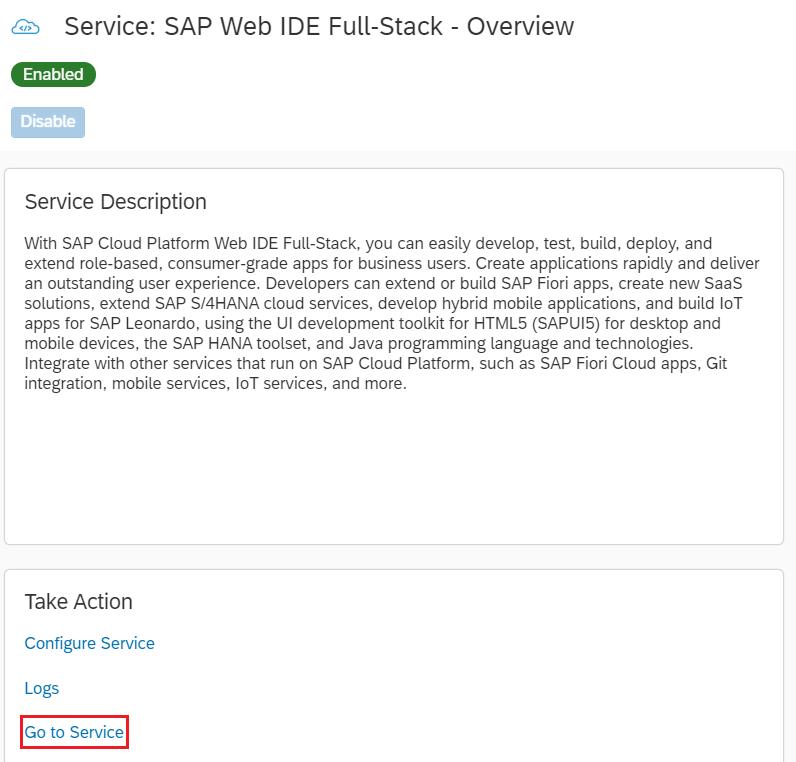 Service: SAP Web IDE Full-Stack - Overview
Enabled
Disable
Service Description
With SAP Cloud Platform Web IDE Full-Stack, you can easily develop, test, build, deploy, and
extend role-based, consumer-grade apps for business users. Create applications rapidly and deliver
an outstanding user experience. Developers can extend or build SAP Fiori apps, create new SaaS
solutions, extend SAP S/4HANA cloud services, develop hybrid mobile applications, and build IoT
apps for SAP Leonardo, using the UI development toolkit for HTML5 (SAPUI5) for desktop and
mobile devices, the SAP HANA toolset, and Java programming language and technologies.
Integrate with other services that run on SAP Cloud Platform, such as SAP Fiori Cloud apps, Git
integration, mobile services, IoT services, and more.
Take Action
Configure Service
Logs
Go to Service